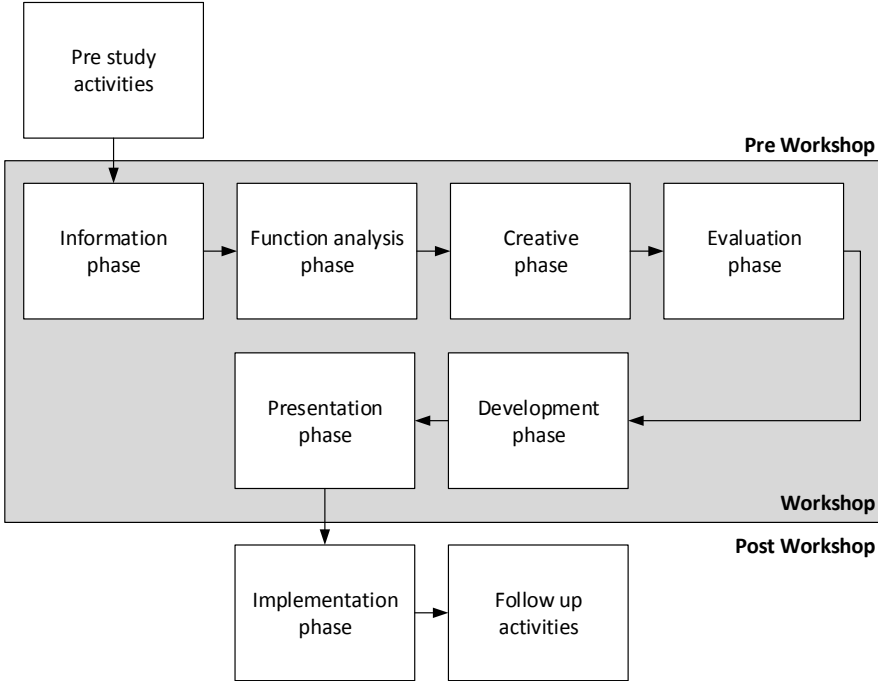 Pre study
activities
Pre Workshop
Information
phase
Function analysis
phase
Creative
phase
Evaluation
phase
Presentation
phase
Development
phase
Workshop
Post Workshop
Implementation
phase
Follow up
activities